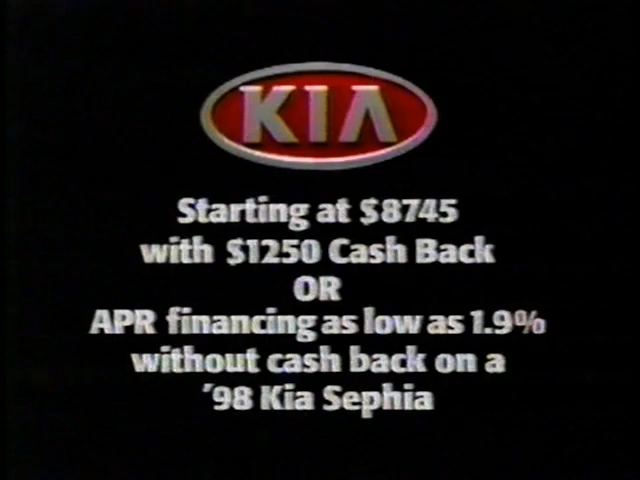 KIA
Starting at $8745
with $1250 Cash Back
OR
APR financing as low as 1.9%
without cash back on a
'98 Kia Sephia